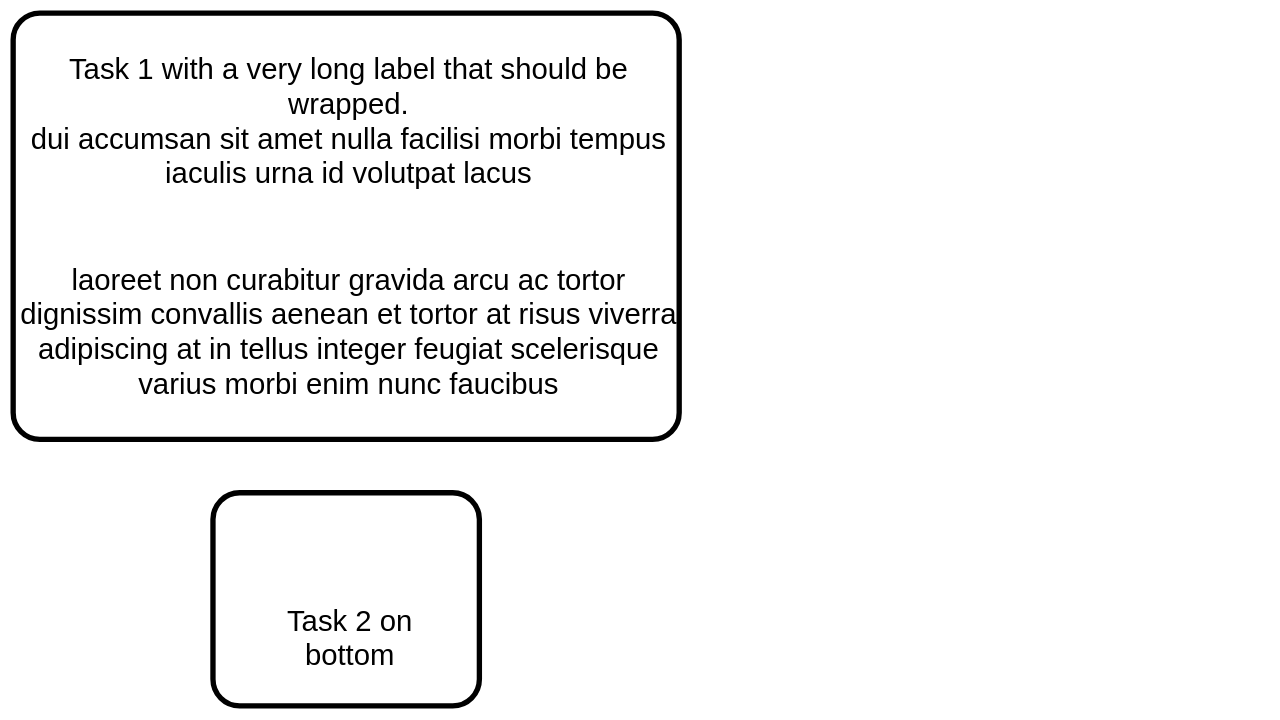 Task 1 with a very long label that should be
wrapped.
dui accumsan sit amet nulla facilisi morbi tempus
iaculis urna id volutpat lacus
laoreet non curabitur gravida arcu ac tortor
dignissim convallis aenean et tortor at risus viverra
adipiscing at in tellus integer feugiat scelerisque
varius morbi enim nunc faucibus
Task 2 on
bottom